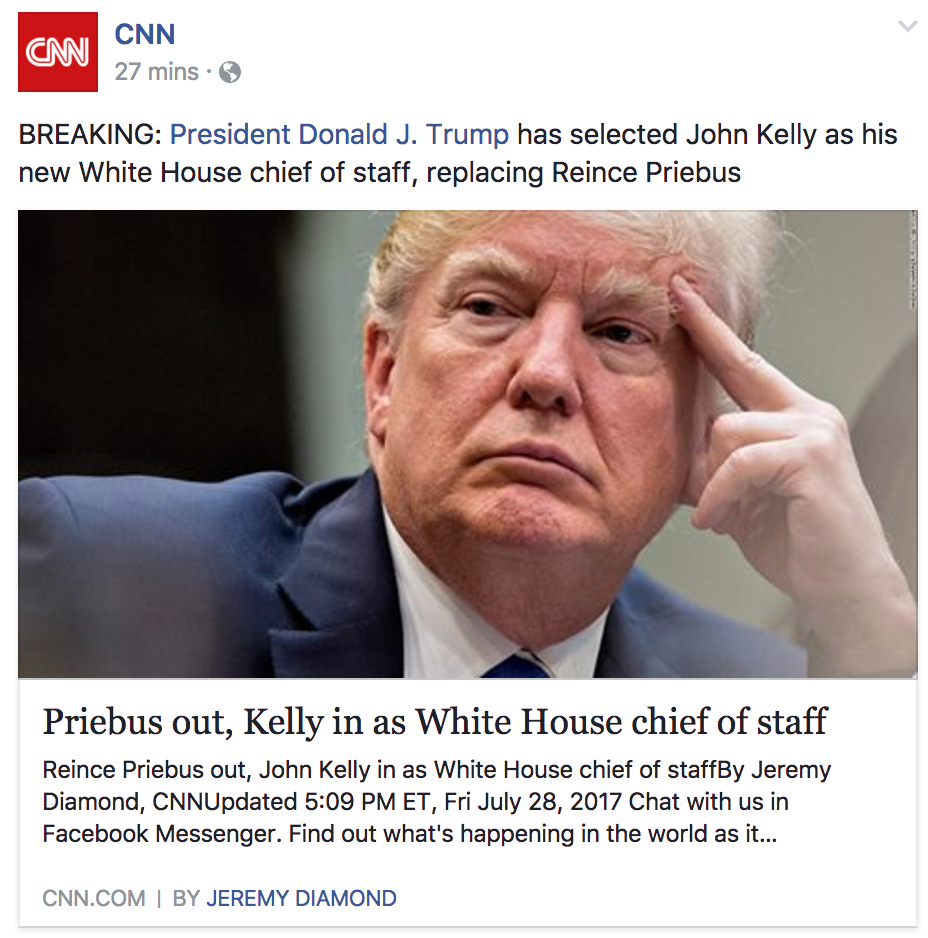 CNN
CNN
27 mins ·
BREAKING: President Donald J. Trump has selected John Kelly as his
new White House chief of staff, replacing Reince Priebus
Priebus out, Kelly in as White House chief of staff
Reince Priebus out, John Kelly in as White House chief of staffBy Jeremy
Diamond, CNNUpdated 5:09 PM ET, Fri July 28, 2017 Chat with us in
Facebook Messenger. Find out what's happening in the world as it...
CNN.COM | BY JEREMY DIAMOND